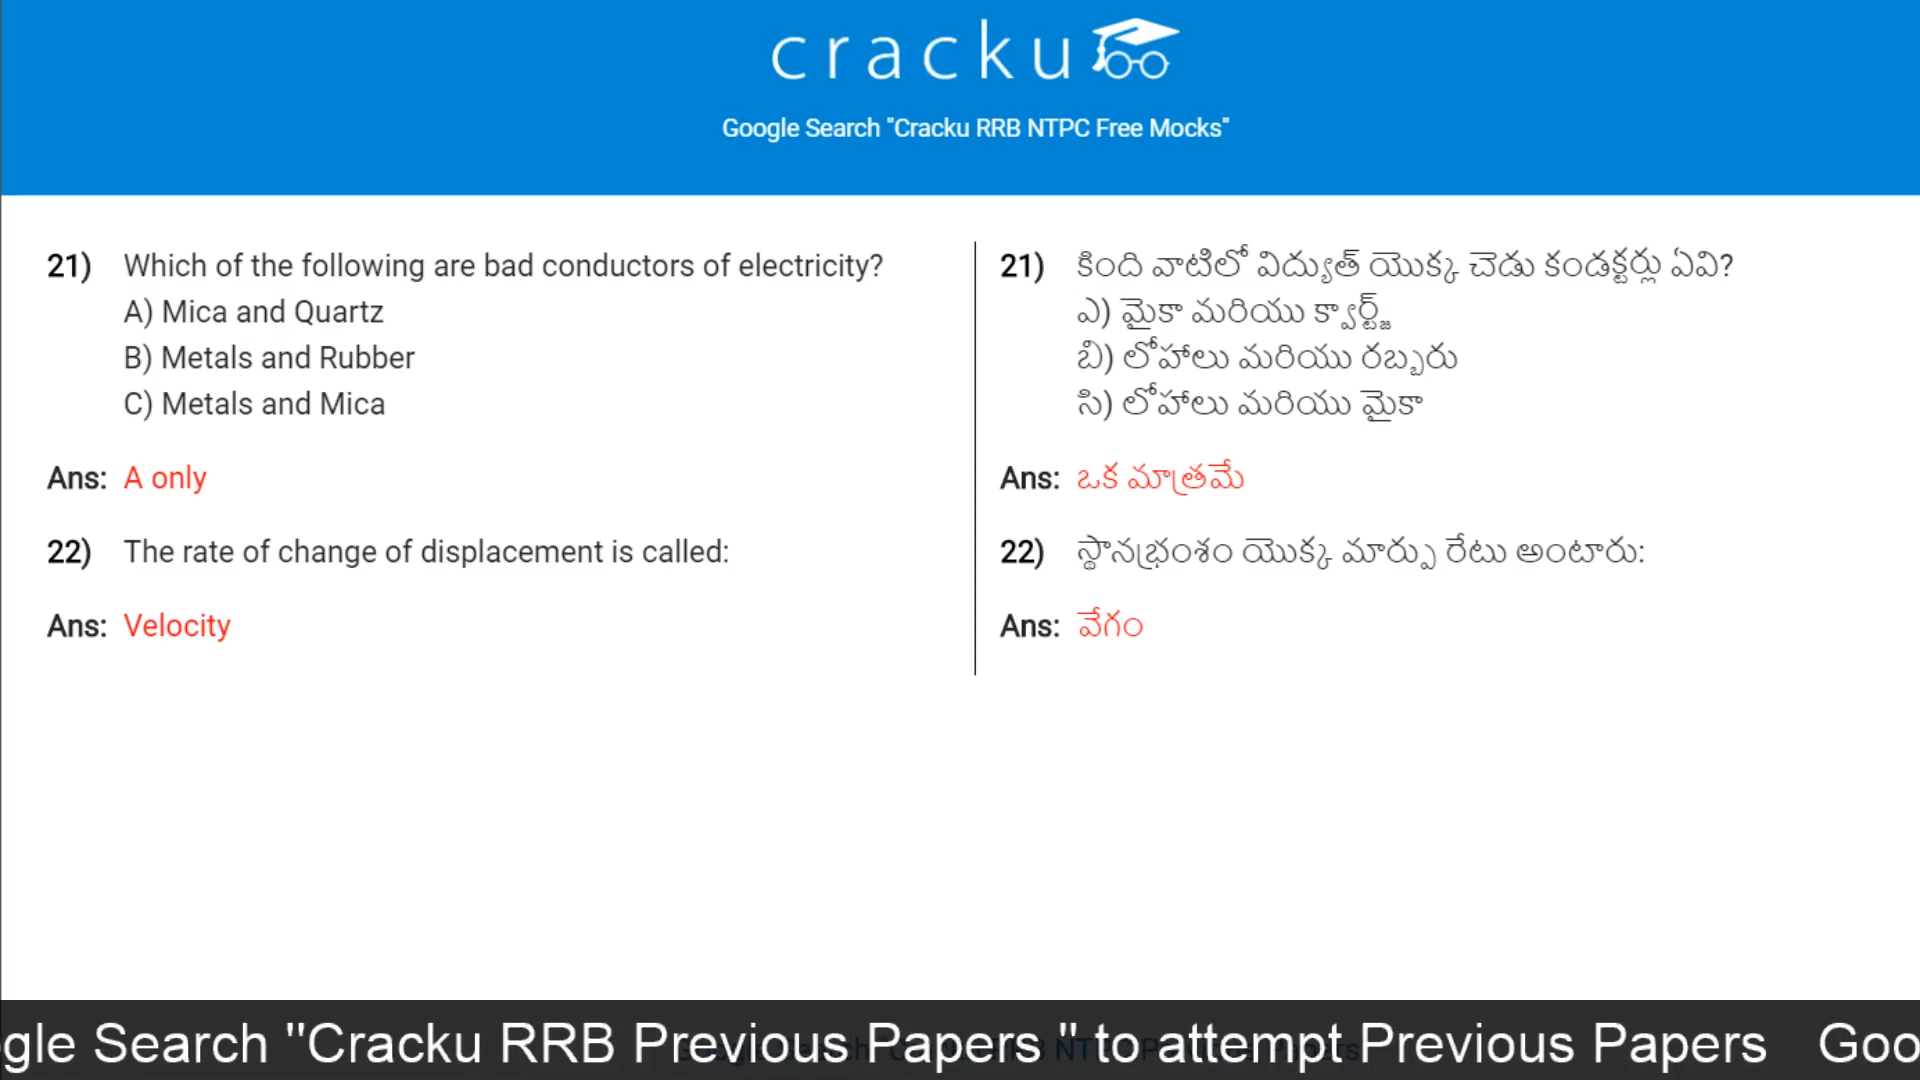 cracku
Google Search "Cracku RRB NTPC Free Mocks"
21) Which of the following are bad conductors of electricity?
A) Mica and Quartz
B) Metals and Rubber
C) Metals and Mica
Ans: A only
22) The rate of change of displacement is called:
Ans: Velocity
21) కింది వాటిలో విద్యుత్ యొక్క చెడు కండక్టర్లు ఏవి?
ఎ) మైకా మరియు క్వార్ట్జ్
బి) లోహాలు మరియు రబ్బరు
సి) లోహాలు మరియు మైకా
Ans: ఒక మాత్రమే
22) స్థానభ్రంశం యొక్క మార్పు రేటు అంటారు:
Ans: వేగం
gle Search "Cracku RRB Previous Papers " to attempt Previous Papers Goo